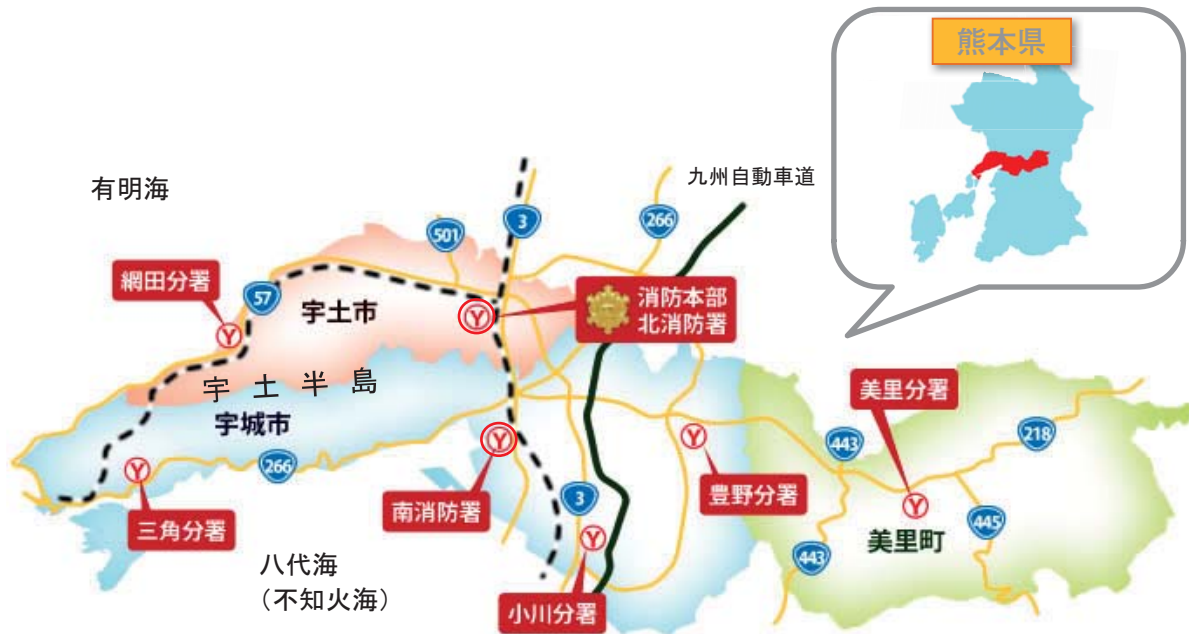 熊本県
有明海
九州自動車道
3
266
501
網田分署
57
宇土市
消防本部
北消防署
宇土半島
宇城市
美里分署
443
218
266
南消防署
3
豊野分署
三角分署
445
美里町
443
八代海
(不知火海)
小川分署
Y
Y
Y
Y
Y
Y
Y